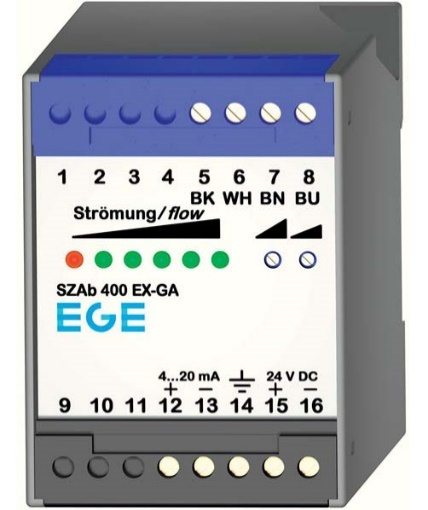 1 2 3 4 5 6 7 8
BK WH BN BU
Strömung/flow
SZAb 400 EX-GA
EGE
4...20 mA 24 V DC
+ − + −
9 10 11 12 13 14 15 16